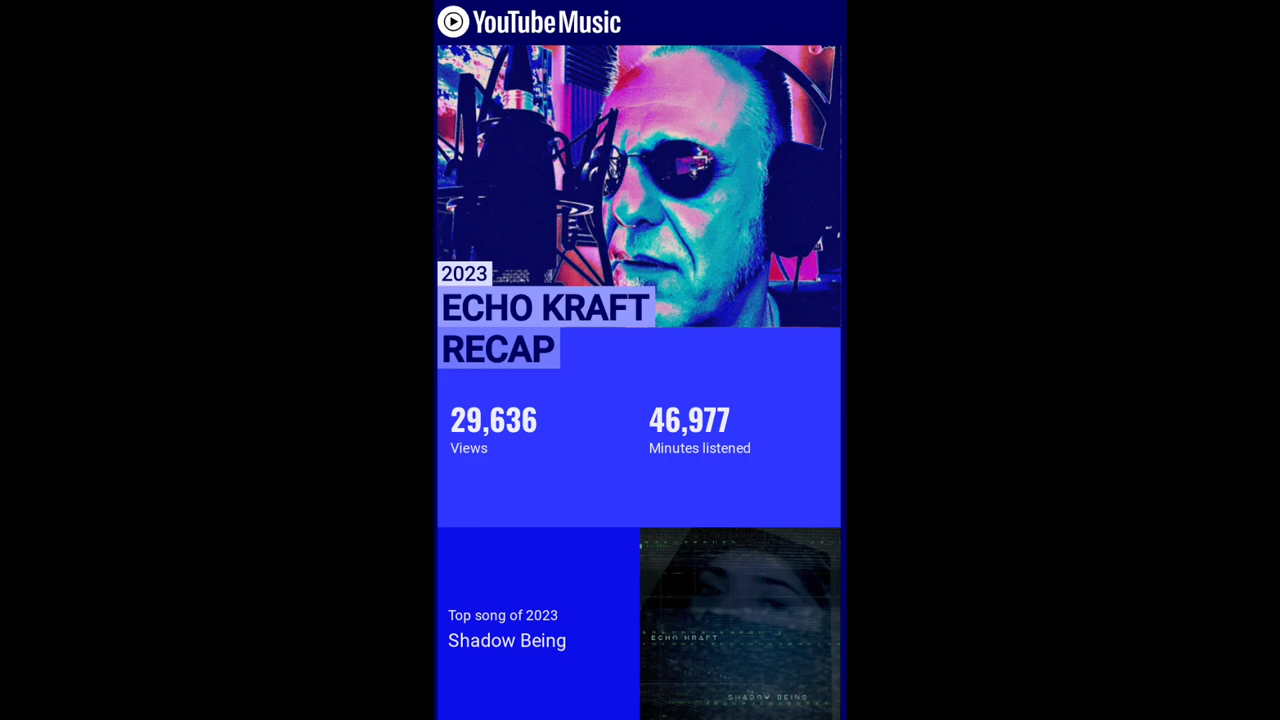 YouTube Music
2023
ECHO KRAFT
RECAP
29,636
Views
46,977
Minutes listened
Top song of 2023
Shadow Being
ECHO KRAFT
SHADOW BEING